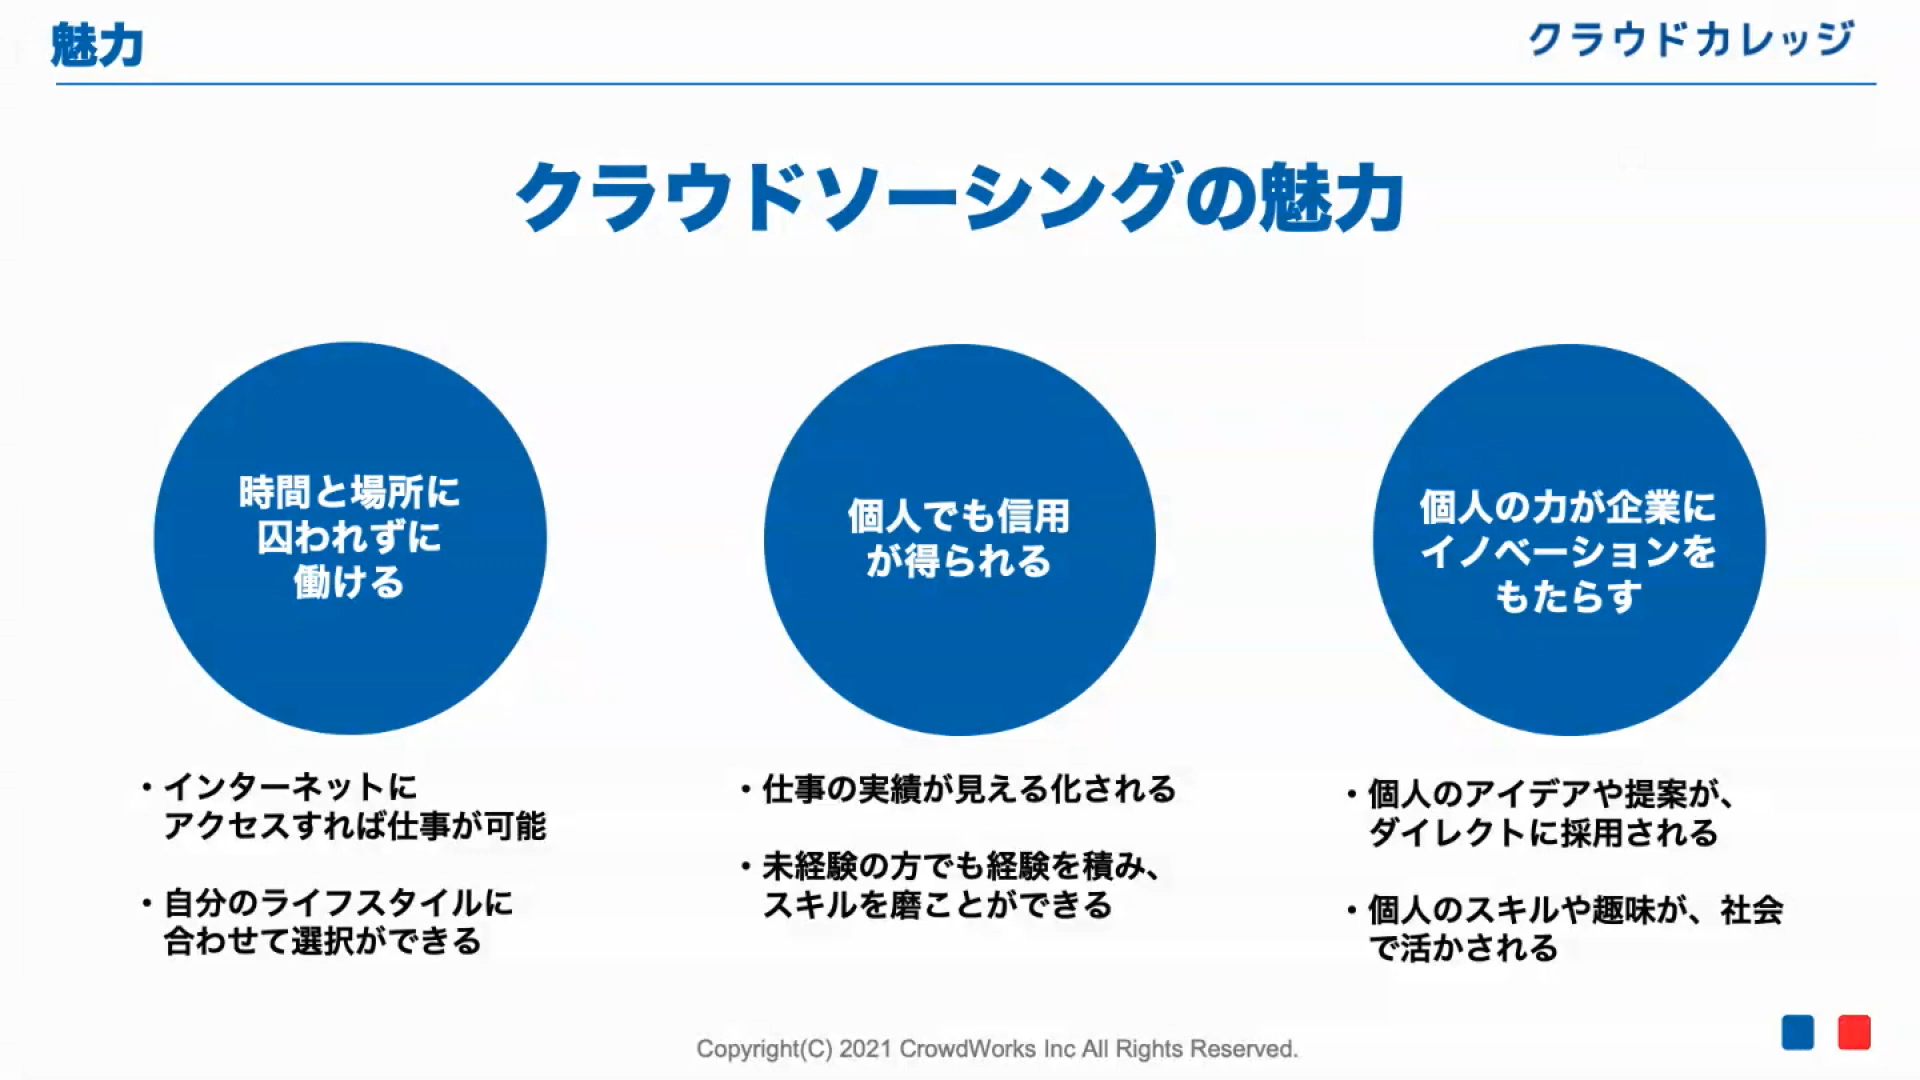 魅力
クラウドカレッジ
クラウドソーシングの魅力
時間と場所に
囚われずに
働ける
・インターネットに
アクセスすれば仕事が可能
・自分のライフスタイルに
合わせて選択ができる
個人でも信用
が得られる
・仕事の実績が見える化される
・未経験の方でも経験を積み、
スキルを磨ことができる
個人の力が企業に
イノベーションを
もたらす
・個人のアイデアや提案が、
ダイレクトに採用される
・個人のスキルや趣味が、社会
で活かされる
Copyright(C) 2021 CrowdWorks Inc All Rights Reserved.